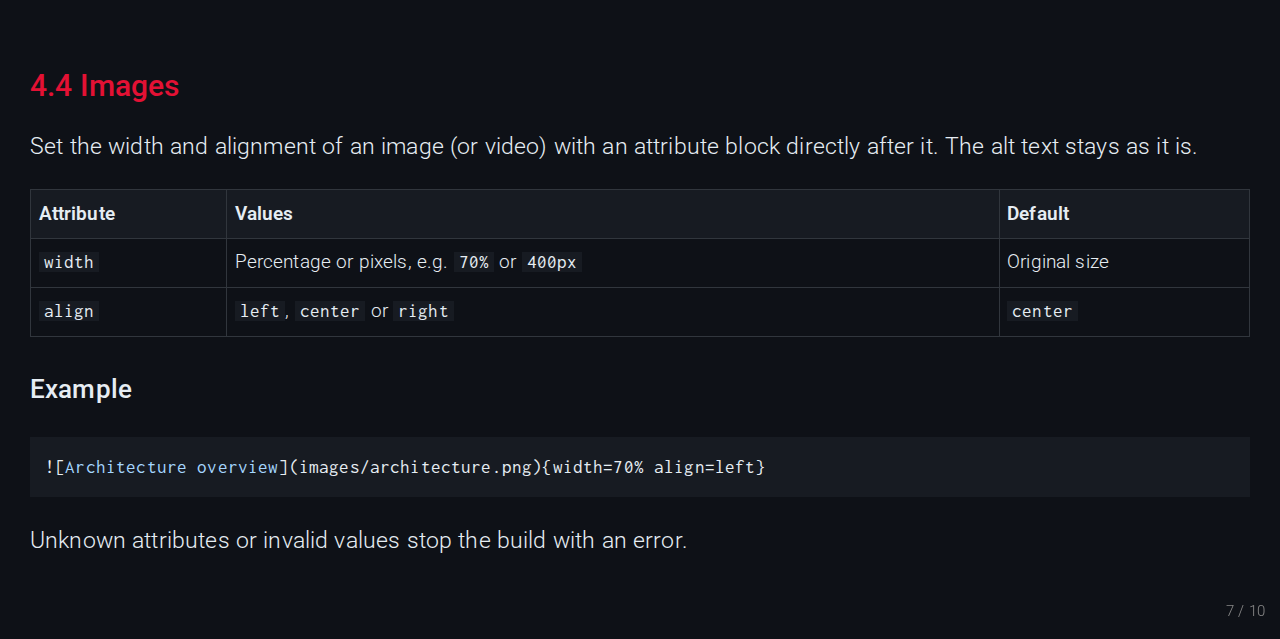 4.4 Images
Set the width and alignment of an image (or video) with an attribute block directly after it. The alt text stays as it is.
Attribute Values Default
width Percentage or pixels, e.g. 70% or 400px Original size
align left, center or right center
Example
![Architecture overview](images/architecture.png){width=70% align=left}
Unknown attributes or invalid values stop the build with an error.
7 / 10